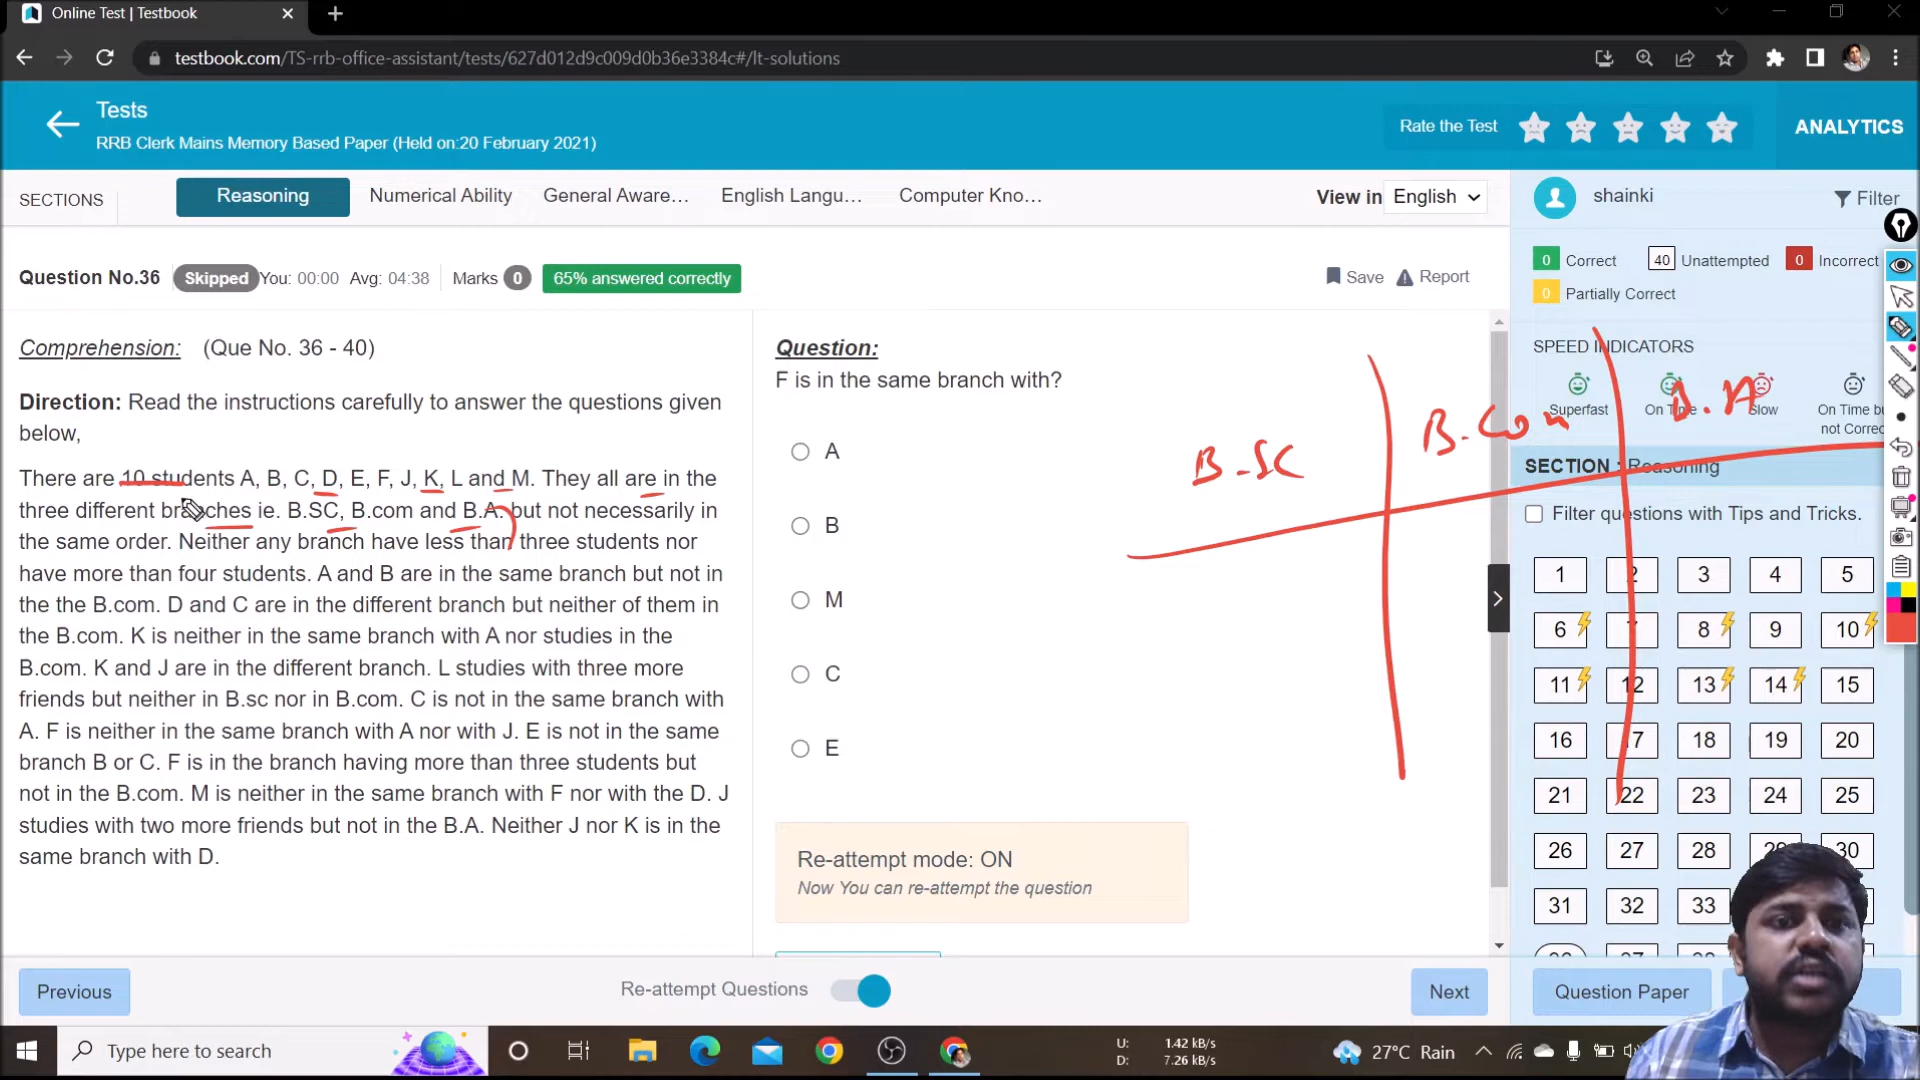 Online Test | Testbook
testbook.com/TS-rrb-office-assistant/tests/627d012d9c009d0b36e3384c#/lt-solutions
Tests
RRB Clerk Mains Memory Based Paper (Held on:20 February 2021)
Rate the Test
ANALYTICS
SECTIONS
Reasoning
Numerical Ability
General Aware...
English Langu...
Computer Kno...
View in English
shainki
Filter
Question No.36
Skipped
You: 00:00 Avg: 04:38
Marks 0
65% answered correctly
Save
Report
0 Correct
40 Unattempted
0 Incorrect
0 Partially Correct
Comprehension: (Que No. 36 - 40)
Direction: Read the instructions carefully to answer the questions given
below,
There are 10 students A, B, C, D, E, F, J, K, L and M. They all are in the
three different branches ie. B.SC, B.com and B.A. but not necessarily in
the same order. Neither any branch have less than three students nor
have more than four students. A and B are in the same branch but not in
the the B.com. D and C are in the different branch but neither of them in
the B.com. K is neither in the same branch with A nor studies in the
B.com. K and J are in the different branch. L studies with three more
friends but neither in B.sc nor in B.com. C is not in the same branch with
A. F is neither in the same branch with A nor with J. E is not in the same
branch B or C. F is in the branch having more than three students but
not in the B.com. M is neither in the same branch with F nor with the D. J
studies with two more friends but not in the B.A. Neither J nor K is in the
same branch with D.
Question:
F is in the same branch with?
A
B
M
C
E
B.SC
B.Com
B.A
SPEED INDICATORS
Superfast
On Time
Slow
On Time bu
not Correc
SECTION : Reasoning
Filter questions with Tips and Tricks.
1 2 3 4 5
6 7 8 9 10
11 12 13 14 15
16 17 18 19 20
21 22 23 24 25
26 27 28 29 30
31 32 33
Re-attempt mode: ON
Now You can re-attempt the question
Previous
Re-attempt Questions
Next
Question Paper
Type here to search
U: 1.42 kB/s
D: 7.26 kB/s
27°C Rain